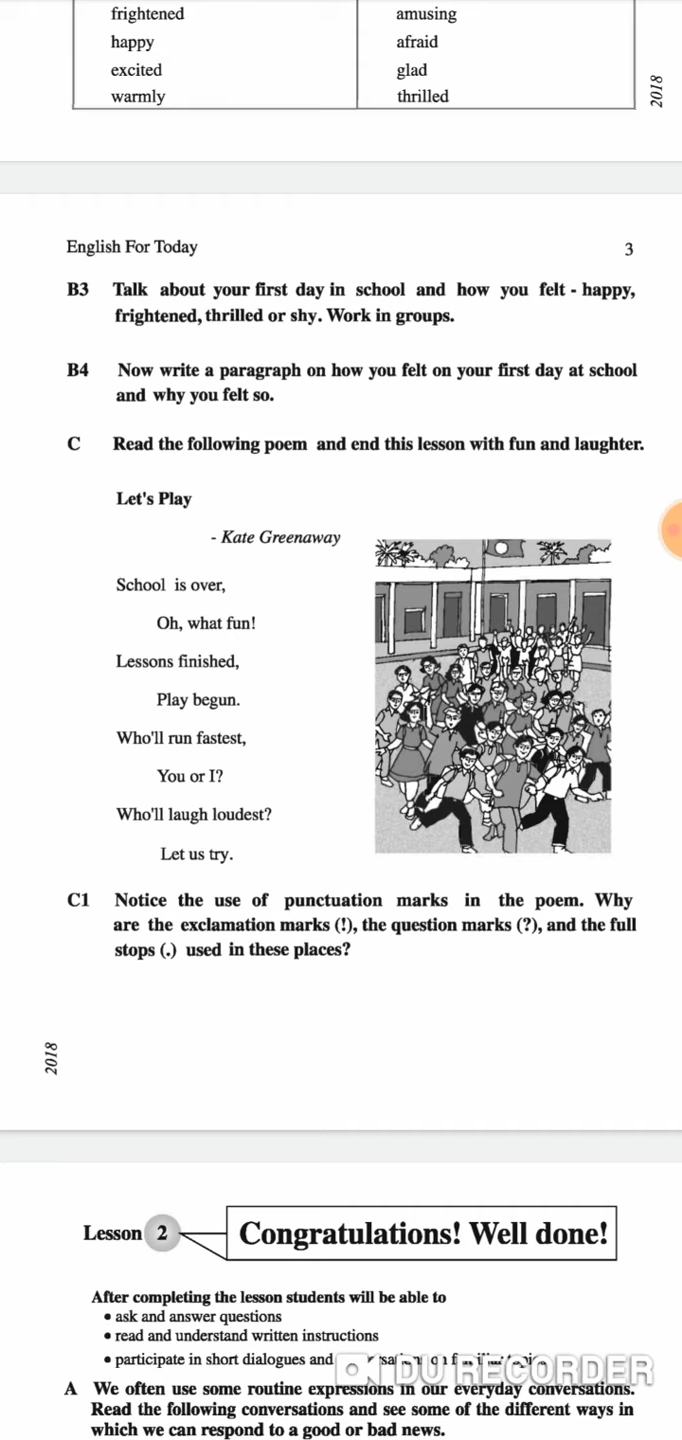 frightened amusing
happy afraid
excited glad
warmly thrilled
2018
English For Today 3
B3 Talk about your first day in school and how you felt - happy,
frightened, thrilled or shy. Work in groups.
B4 Now write a paragraph on how you felt on your first day at school
and why you felt so.
C Read the following poem and end this lesson with fun and laughter.
Let's Play
- Kate Greenaway
School is over,
Oh, what fun!
Lessons finished,
Play begun.
Who'll run fastest,
You or I?
Who'll laugh loudest?
Let us try.
C1 Notice the use of punctuation marks in the poem. Why
are the exclamation marks (!), the question marks (?), and the full
stops (.) used in these places?
2018
Lesson 2 Congratulations! Well done!
After completing the lesson students will be able to
• ask and answer questions
• read and understand written instructions
• participate in short dialogues and
DU RECORDER
A We often use some routine expressions in our everyday conversations.
Read the following conversations and see some of the different ways in
which we can respond to a good or bad news.